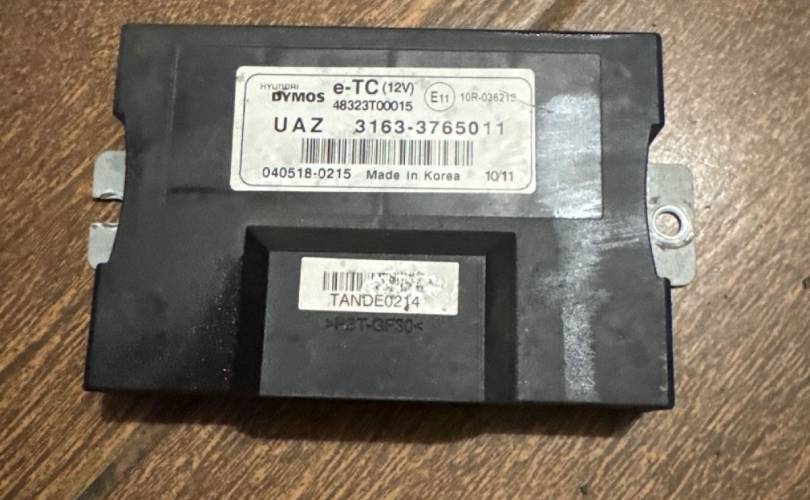 HYUNDAI
DYMOS
e-TC (12V)
48323T00015
E11
10R-036215
UAZ 3163-3765011
040518-0215 Made in Korea 10/11
TANDE0214
>PBT-GF30<